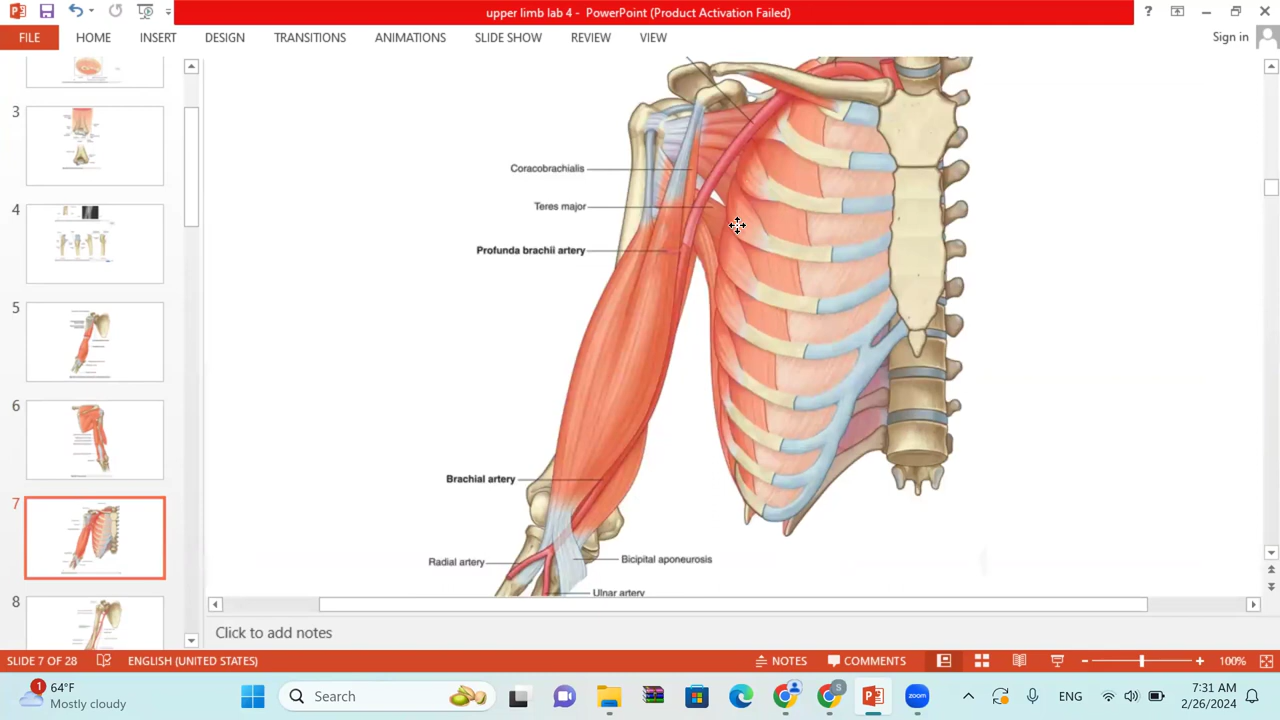 upper limb lab 4 - PowerPoint (Product Activation Failed)
?
FILE HOME INSERT DESIGN TRANSITIONS ANIMATIONS SLIDE SHOW REVIEW VIEW Sign in
3
4
5
6
7
8
Coracobrachialis
Teres major
Profunda brachii artery
Brachial artery
Radial artery
Bicipital aponeurosis
Ulnar artery
Click to add notes
SLIDE 7 OF 28 ENGLISH (UNITED STATES) NOTES COMMENTS 100%
1
64°F
Mostly cloudy
Search
S
zoom
ENG
7:31 AM
2/26/2024